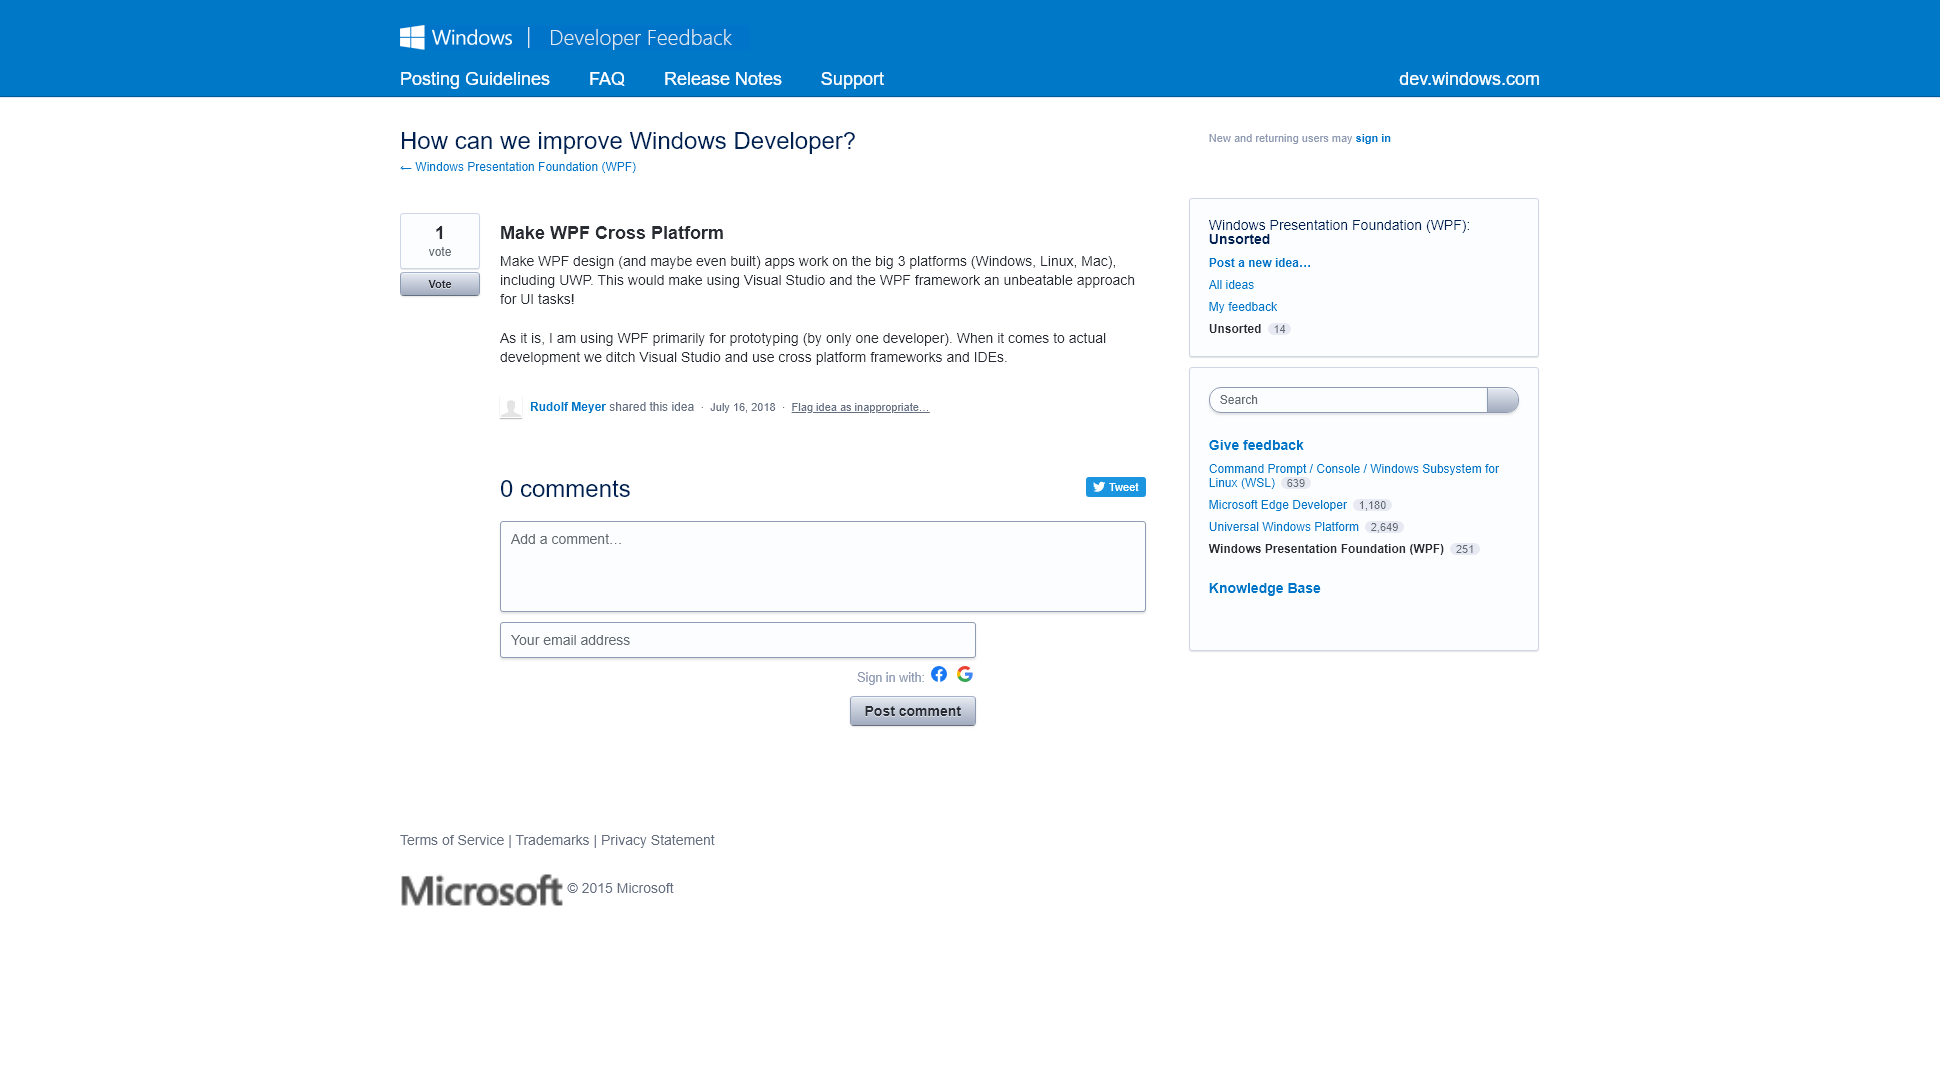 Windows | Developer Feedback
Posting Guidelines FAQ Release Notes Support dev.windows.com
How can we improve Windows Developer?
← Windows Presentation Foundation (WPF)
New and returning users may sign in
1
vote
Vote
Make WPF Cross Platform
Make WPF design (and maybe even built) apps work on the big 3 platforms (Windows, Linux, Mac),
including UWP. This would make using Visual Studio and the WPF framework an unbeatable approach
for UI tasks!
As it is, I am using WPF primarily for prototyping (by only one developer). When it comes to actual
development we ditch Visual Studio and use cross platform frameworks and IDEs.
Rudolf Meyer shared this idea · July 16, 2018 · Flag idea as inappropriate…
0 comments
Tweet
Add a comment…
Your email address
Sign in with:
Post comment
Windows Presentation Foundation (WPF):
Unsorted
Post a new idea…
All ideas
My feedback
Unsorted 14
Search
Give feedback
Command Prompt / Console / Windows Subsystem for
Linux (WSL) 639
Microsoft Edge Developer 1,180
Universal Windows Platform 2,649
Windows Presentation Foundation (WPF) 251
Knowledge Base
Terms of Service | Trademarks | Privacy Statement
Microsoft © 2015 Microsoft